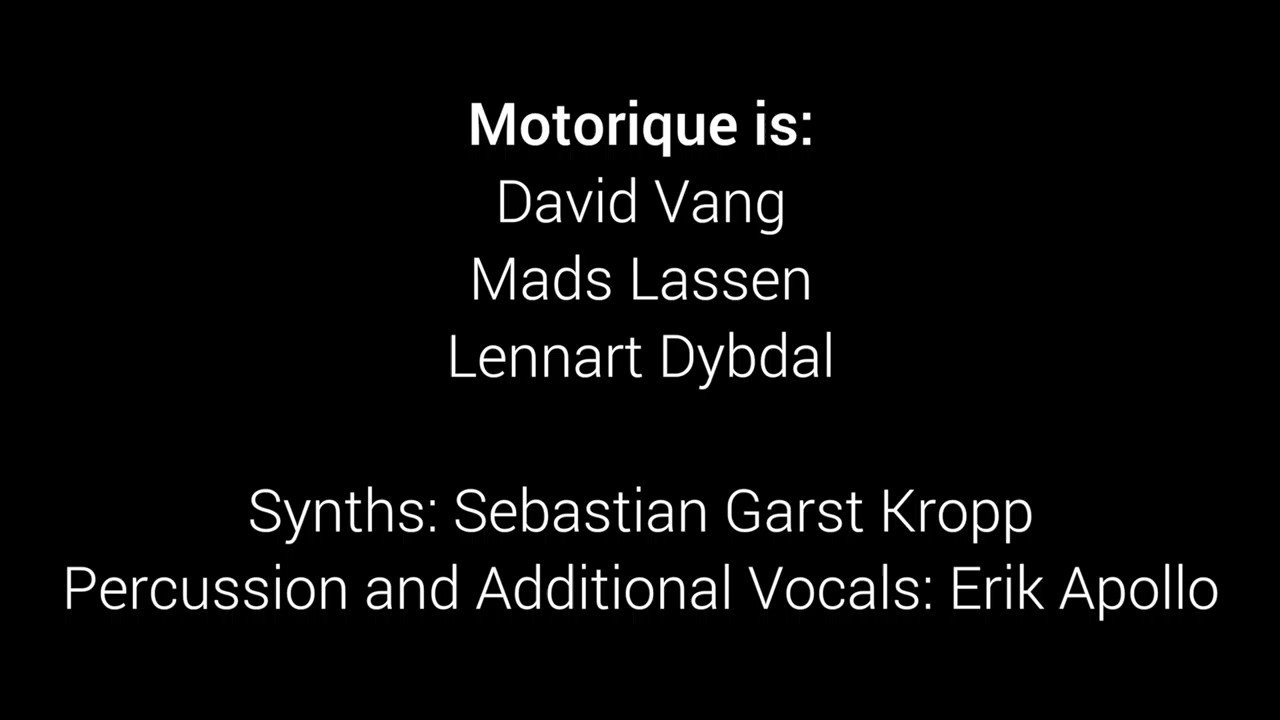 Motorique is:
David Vang
Mads Lassen
Lennart Dybdal
Synths: Sebastian Garst Kropp
Percussion and Additional Vocals: Erik Apollo